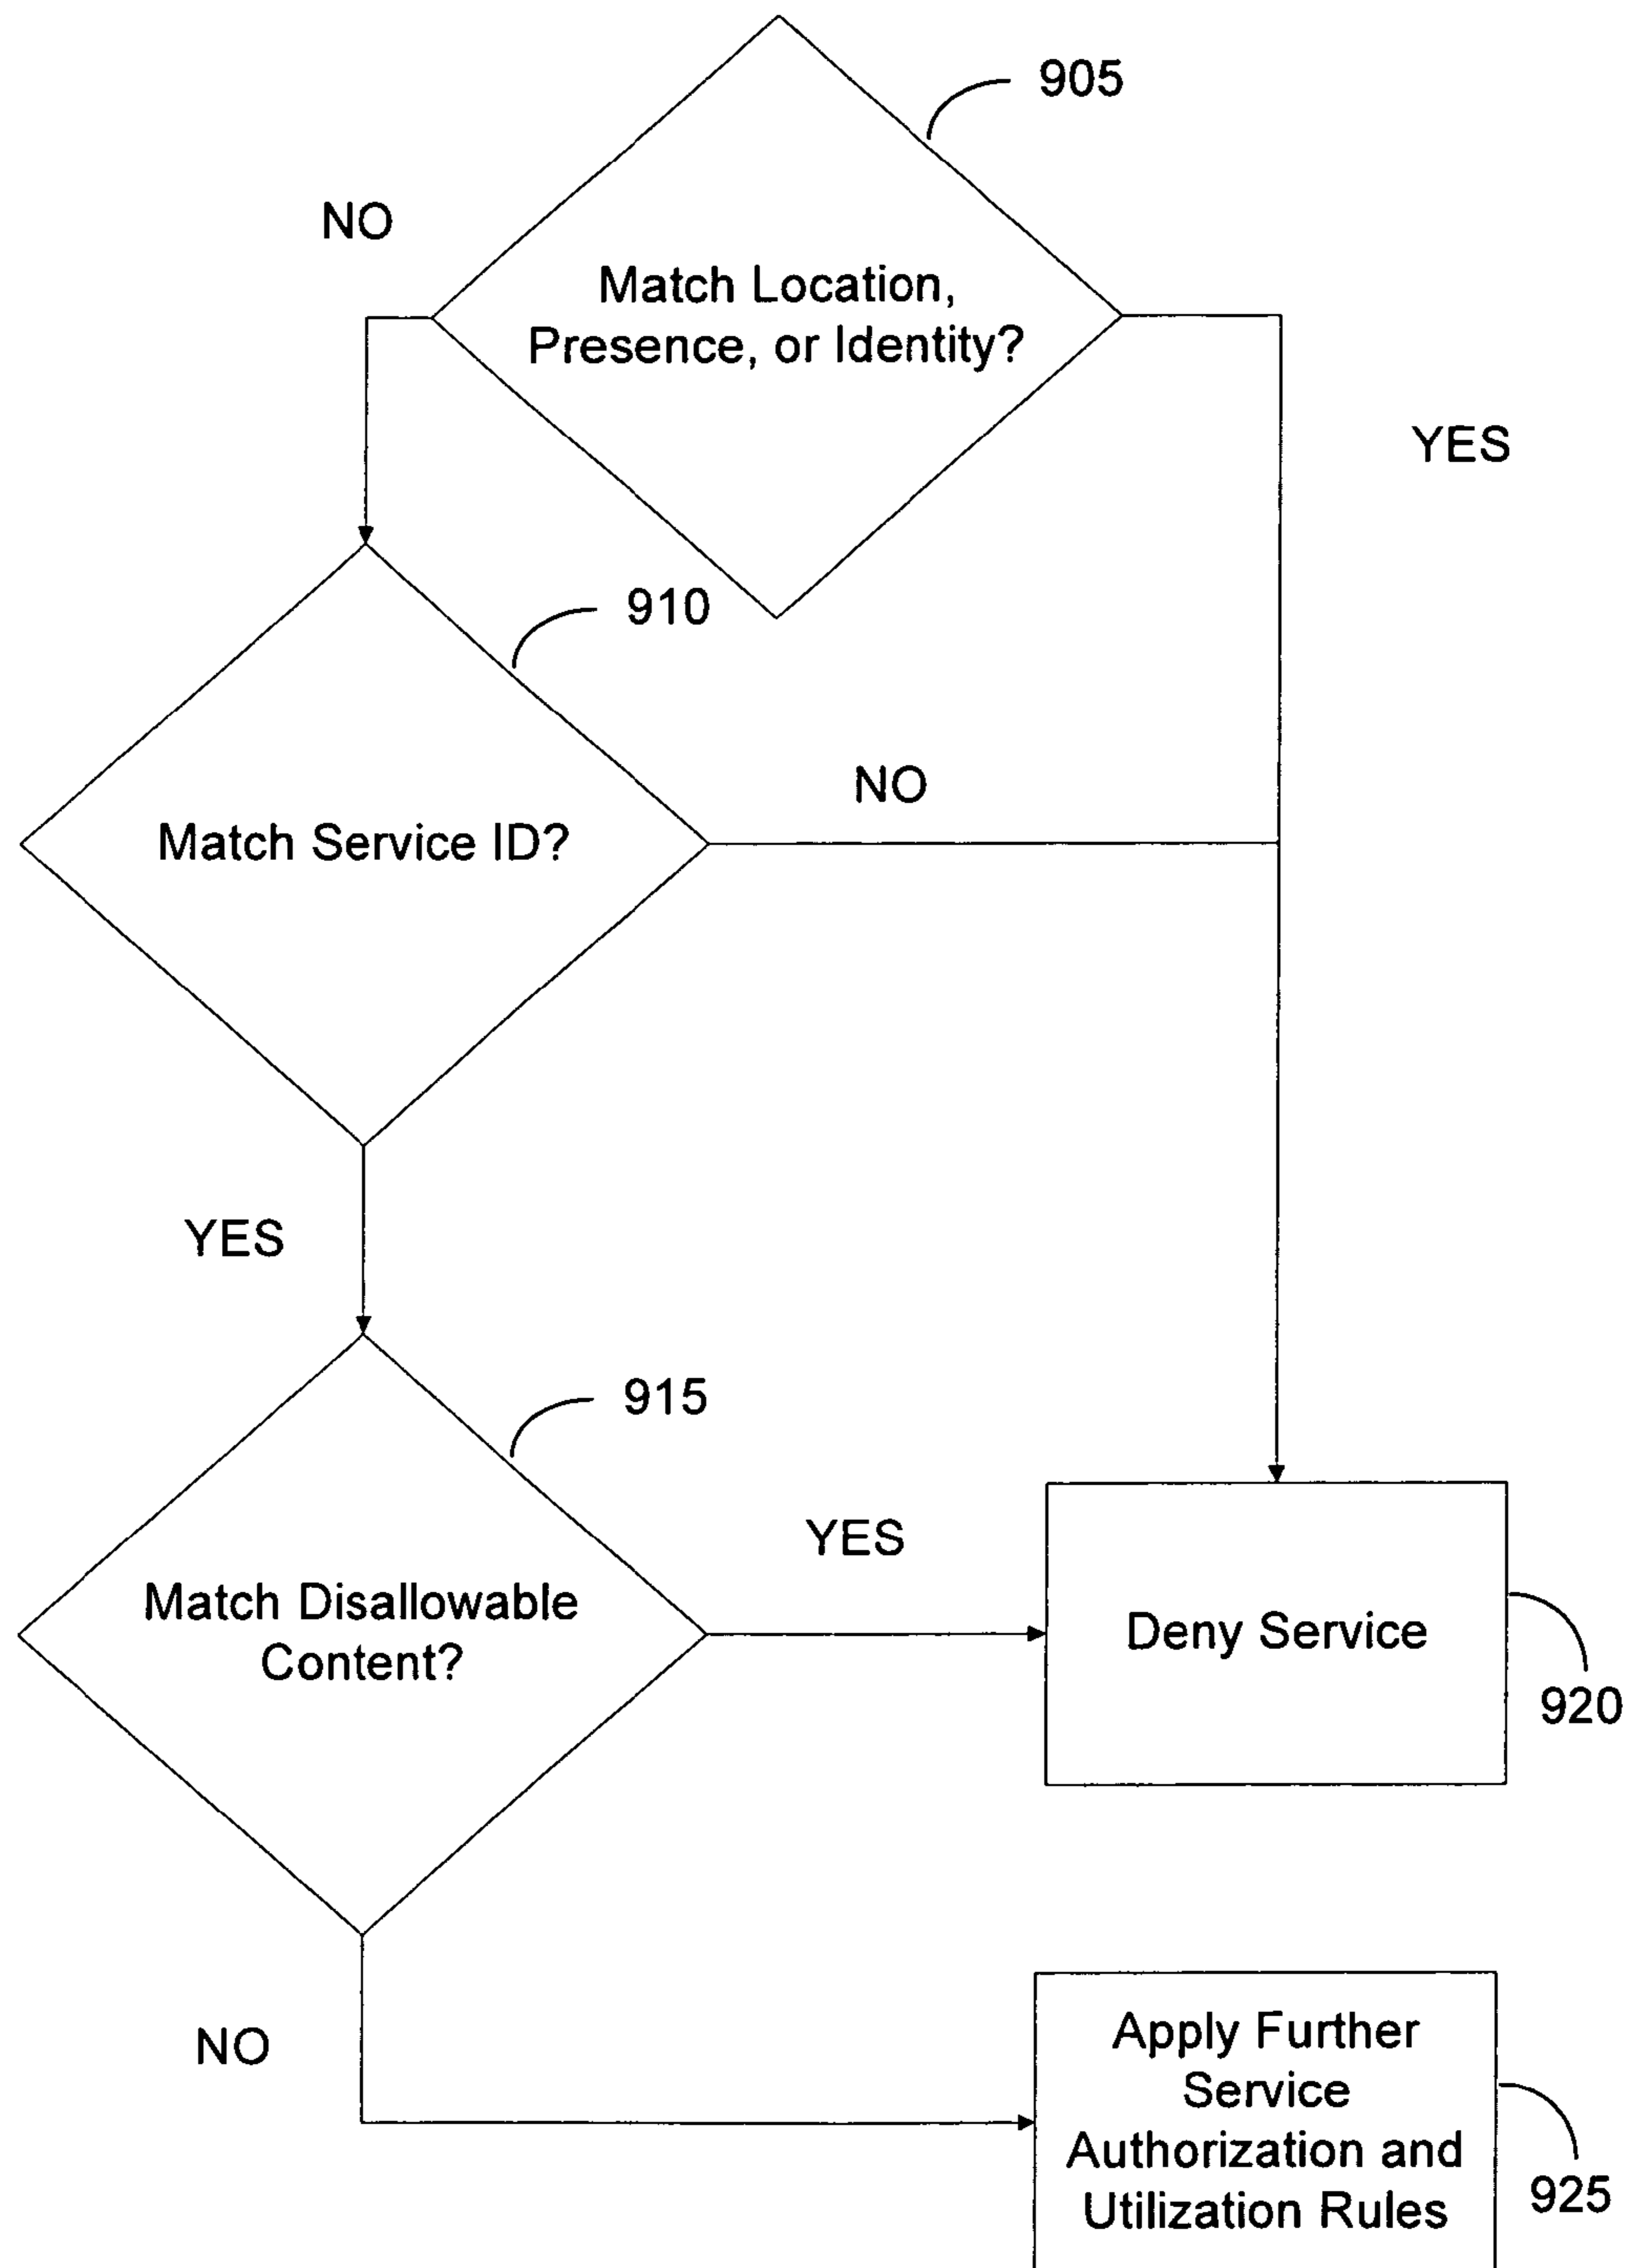 905
NO
Match Location,
Presence, or Identity?
YES
910
NO
Match Service ID?
YES
915
YES
Match Disallowable
Content?
Deny Service
920
NO
Apply Further
Service
Authorization and
Utilization Rules
925